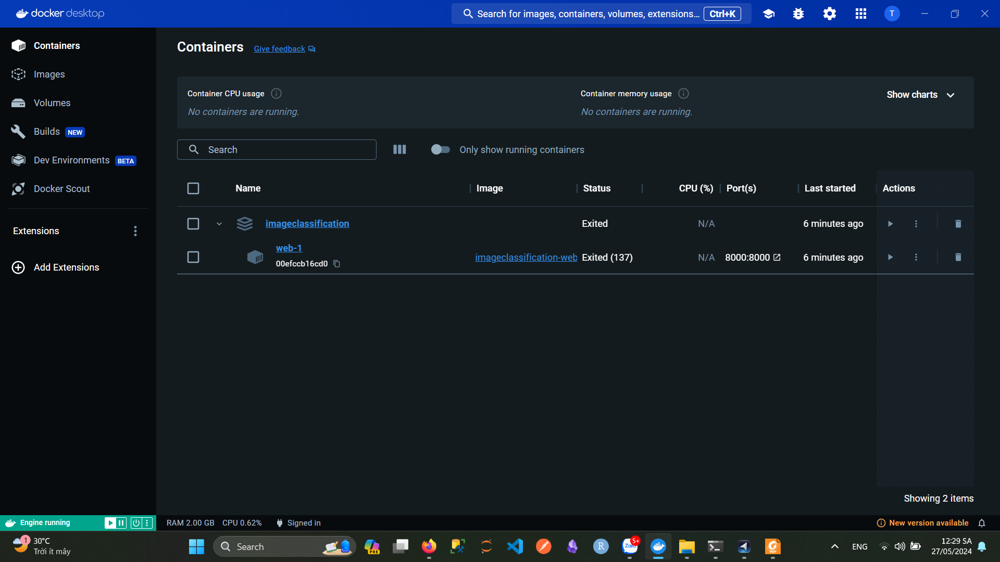 docker desktop
Search for images, containers, volumes, extensions... Ctrl+K
T
Containers
Images
Volumes
Builds NEW
Dev Environments BETA
Docker Scout
Extensions
Add Extensions
Containers Give feedback
Container CPU usage
No containers are running.
Container memory usage
No containers are running.
Show charts
Search
Only show running containers
Name Image Status CPU (%) Port(s) Last started Actions
imageclassification Exited N/A 6 minutes ago
web-1
00efccb16cd0
imageclassification-web Exited (137) N/A 8000:8000 6 minutes ago
Showing 2 items
Engine running
RAM 2.00 GB CPU 0.62% Signed in
New version available
1
30°C
Trời ít mây
Search
PRE
R
Zalo
5+
PDF
ENG
12:29 SA
27/05/2024